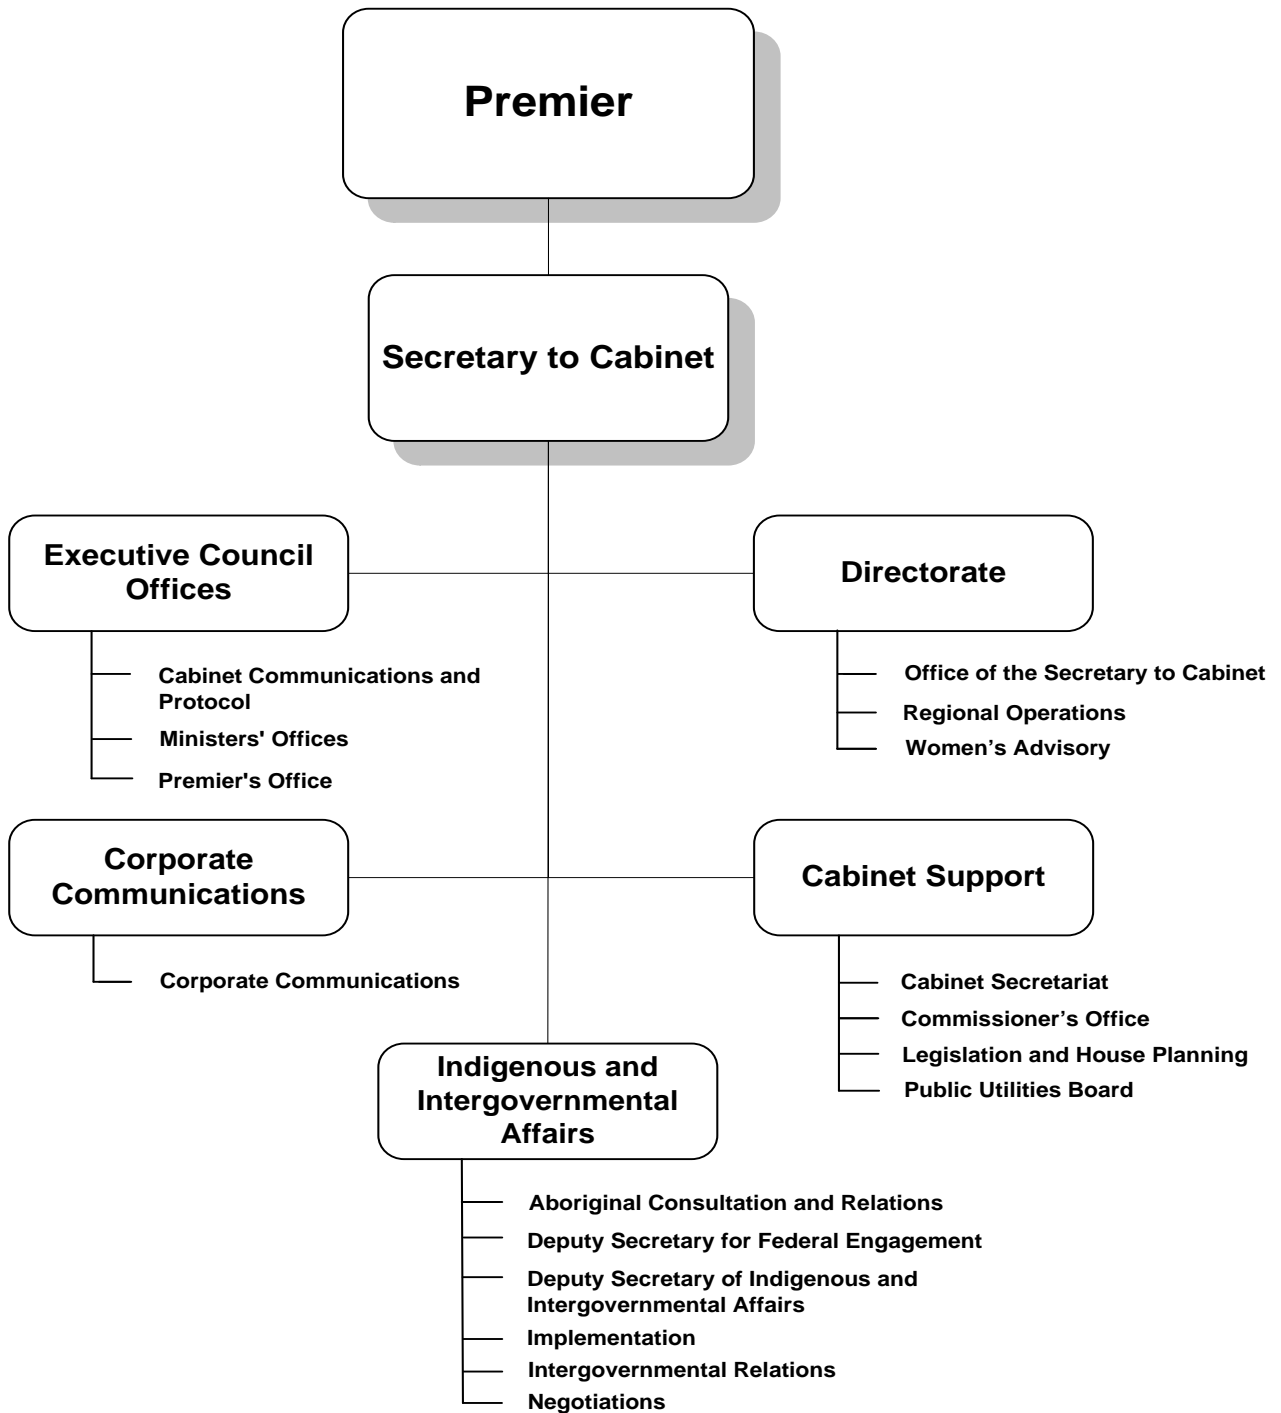 Premier
Secretary to Cabinet
Executive Council
Offices
Cabinet Communications and
Protocol
Ministers' Offices
Premier's Office
Directorate
Office of the Secretary to Cabinet
Regional Operations
Women’s Advisory
Corporate
Communications
Corporate Communications
Cabinet Support
Cabinet Secretariat
Commissioner’s Office
Legislation and House Planning
Public Utilities Board
Indigenous and
Intergovernmental
Affairs
Aboriginal Consultation and Relations
Deputy Secretary for Federal Engagement
Deputy Secretary of Indigenous and
Intergovernmental Affairs
Implementation
Intergovernmental Relations
Negotiations